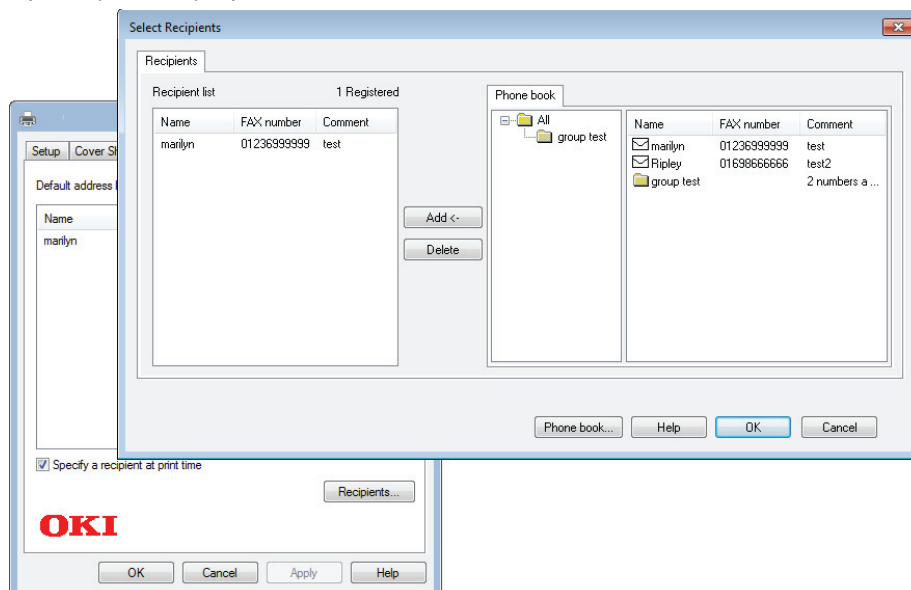 Select Recipients
Recipients
Recipient list 1 Registered
Name FAX number Comment
marilyn 01236999999 test
Add <-
Delete
Phone book
All
group test
Name FAX number Comment
marilyn 01236999999 test
Ripley 01698666666 test2
group test 2 numbers a ...
Phone book... Help OK Cancel
Setup Cover
Default address
Name
marilyn
Specify a recipient at print time
Recipients...
OKI
OK Cancel Apply Help